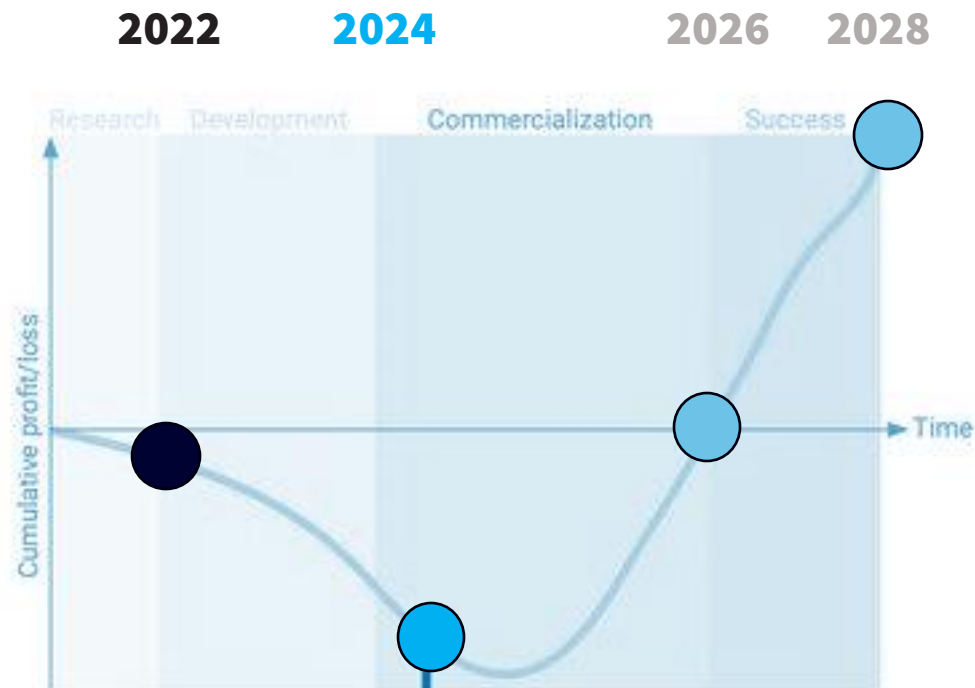 2022 2024 2026 2028
Research Development Commercialization Success
Cumulative profit/loss
Time